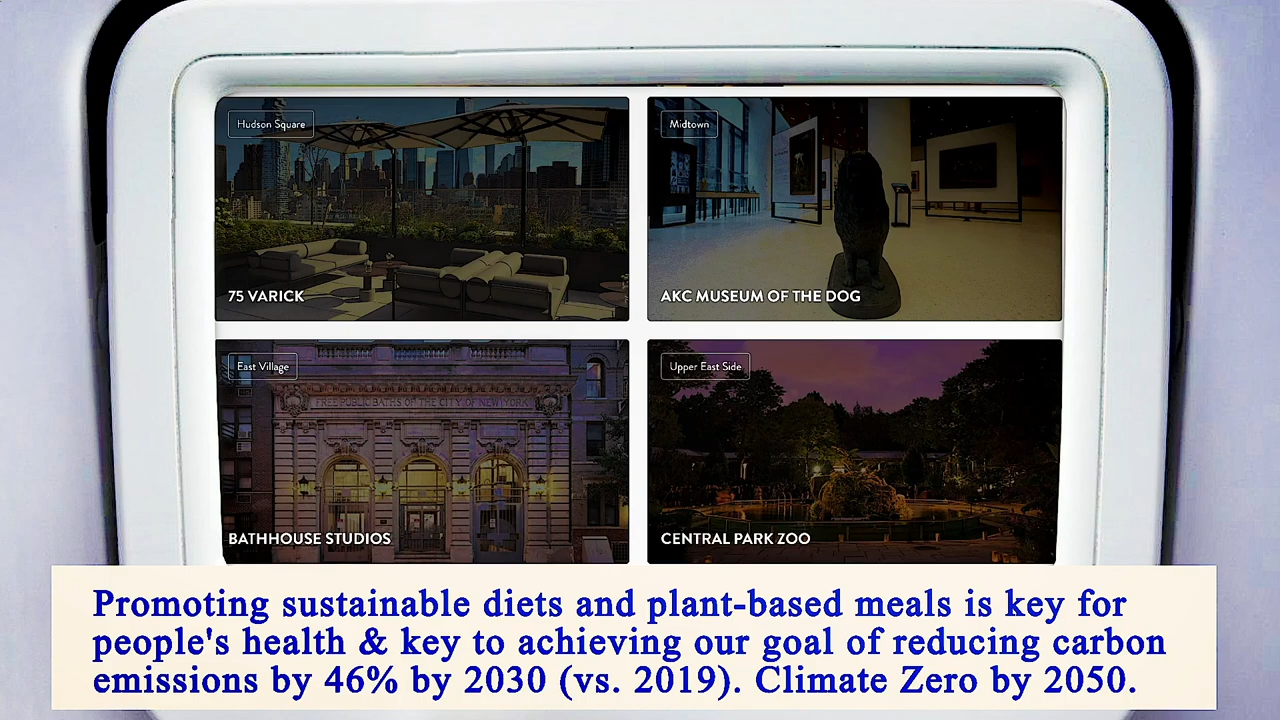 Hudson Square
75 VARICK
Midtown
AKC MUSEUM OF THE DOG
East Village
FREE PUBLIC BATHS OF THE CITY OF NEW YORK
BATHHOUSE STUDIOS
Upper East Side
CENTRAL PARK ZOO
Promoting sustainable diets and plant-based meals is key for
people's health & key to achieving our goal of reducing carbon
emissions by 46% by 2030 (vs. 2019). Climate Zero by 2050.